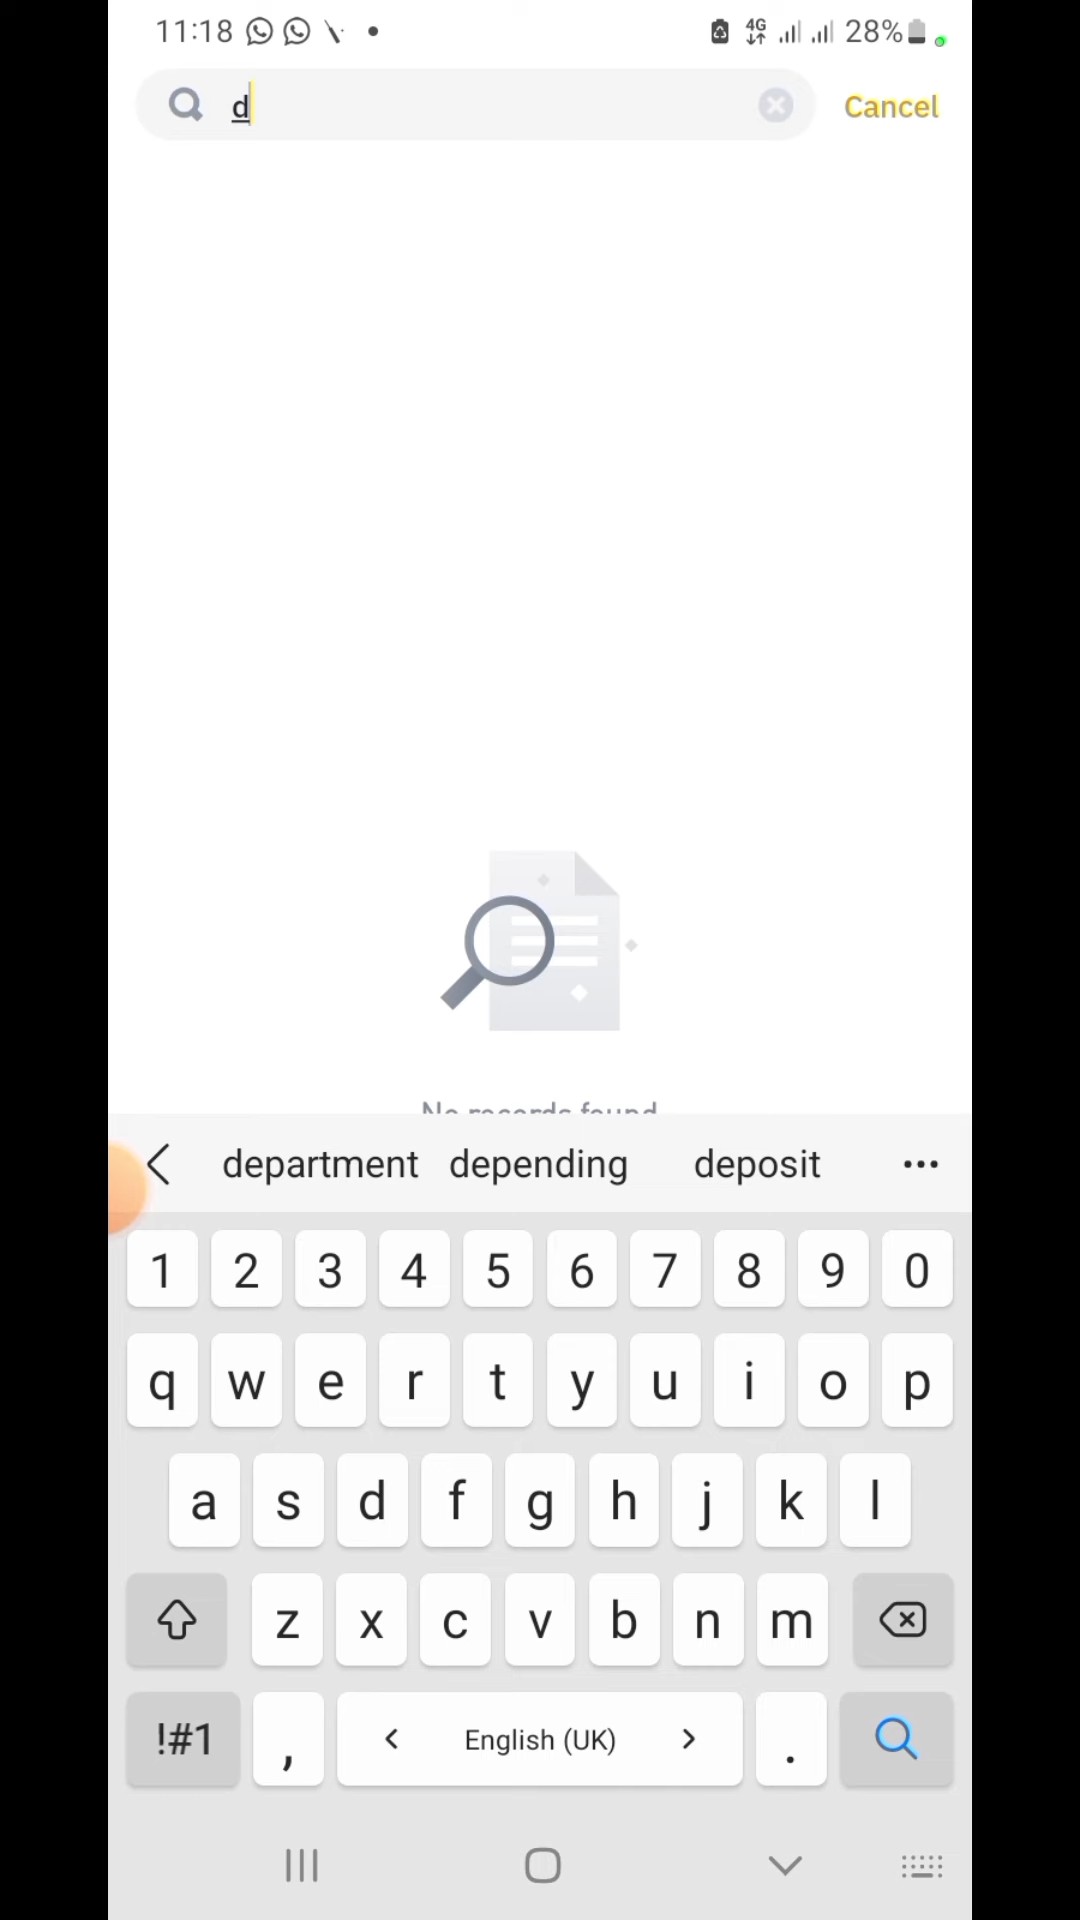 11:18 4G 28%
d Cancel
No records found
department depending deposit ...
1 2 3 4 5 6 7 8 9 0
q w e r t y u i o p
a s d f g h j k l
z x c v b n m
!#1 , < English (UK) > .